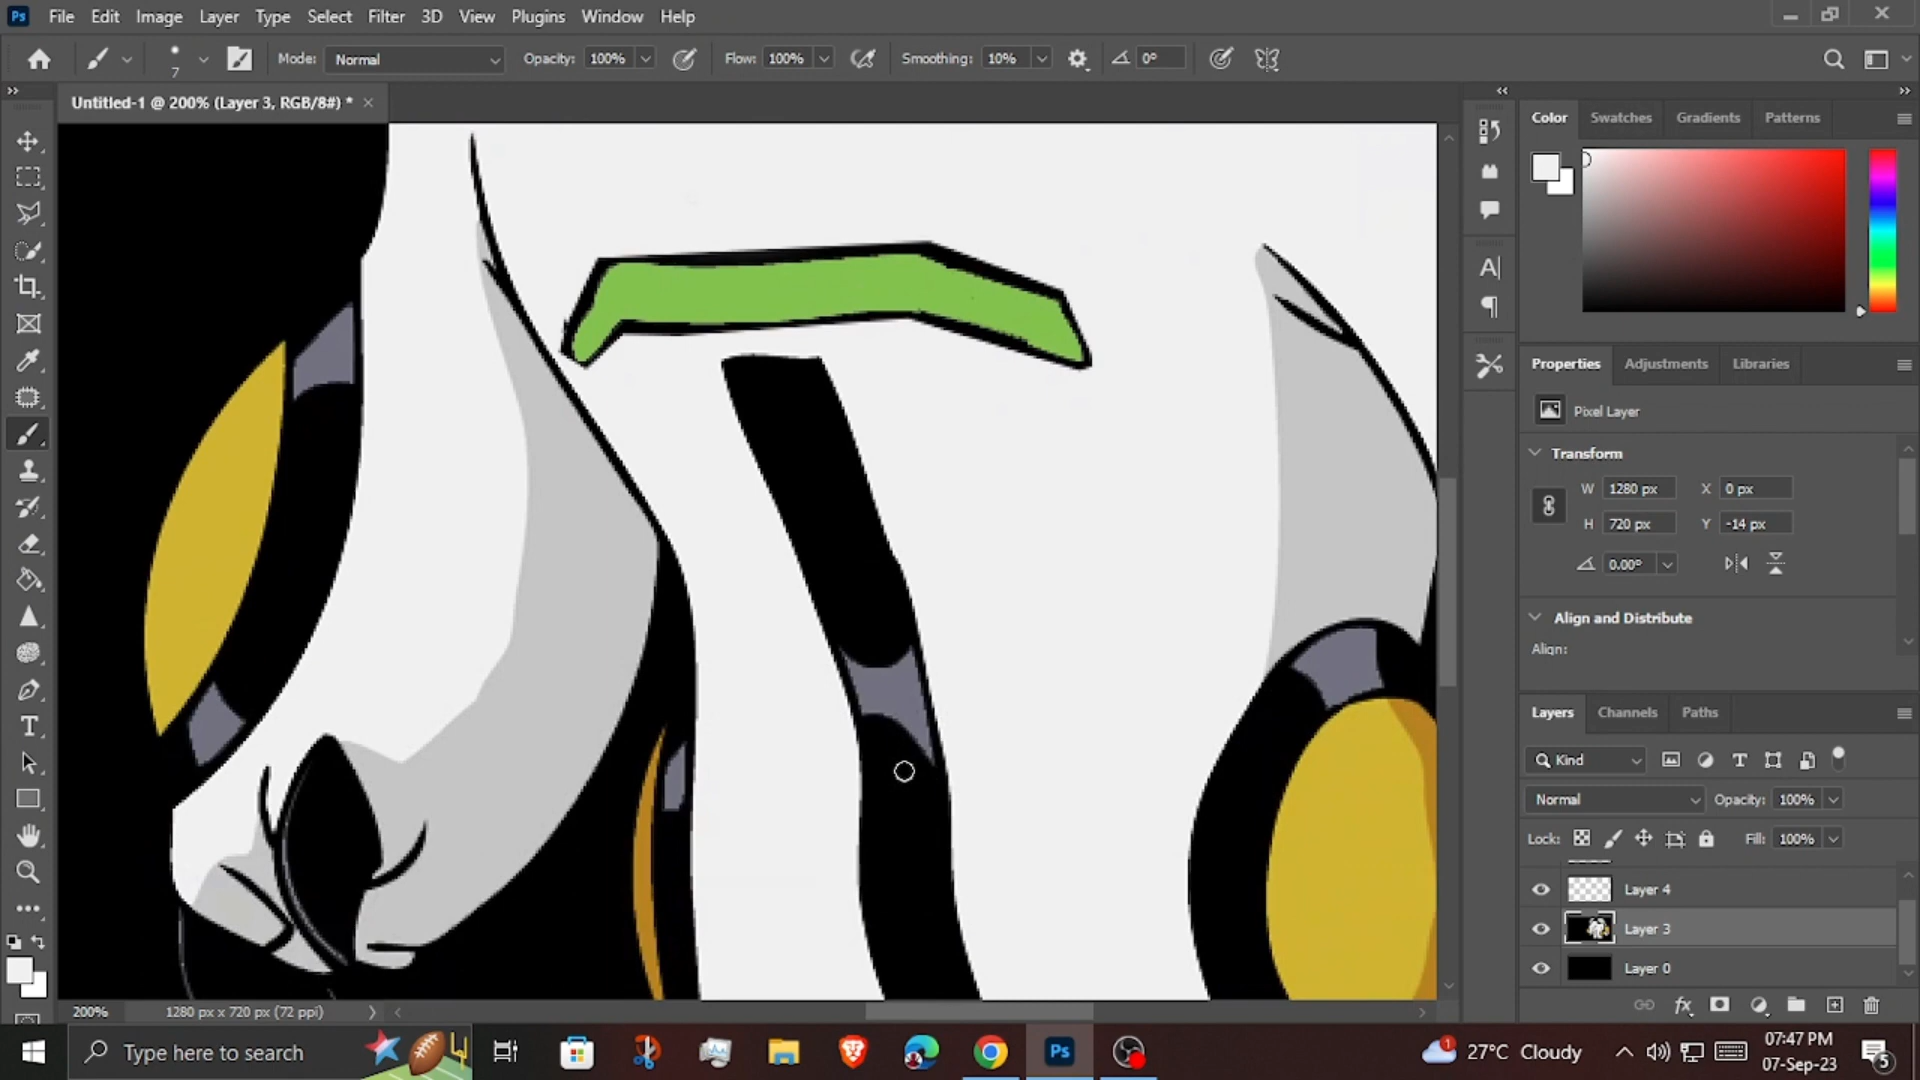 Ps File Edit Image Layer Type Select Filter 3D View Plugins Window Help
7 Mode: Normal Opacity: 100% Flow: 100% Smoothing: 10% 0°
Untitled-1 @ 200% (Layer 3, RGB/8#) *
Color Swatches Gradients Patterns
Properties Adjustments Libraries
Pixel Layer
Transform
W 1280 px X 0 px
H 720 px Y -14 px
0.00°
Align and Distribute
Align:
Layers Channels Paths
Kind
Normal Opacity: 100%
Lock: Fill: 100%
Layer 4
Layer 3
Layer 0
200% 1280 px x 720 px (72 ppi)
Type here to search
Ps
1 27°C Cloudy
07:47 PM
07-Sep-23
5